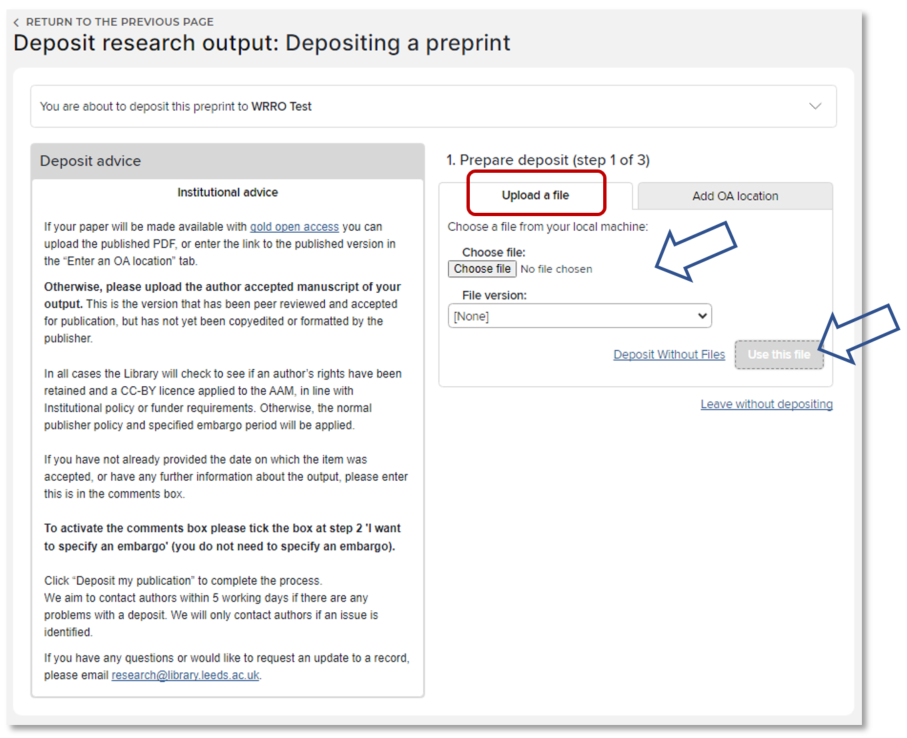 < RETURN TO THE PREVIOUS PAGE
Deposit research output: Depositing a preprint
You are about to deposit this preprint to WRRO Test
Deposit advice
Institutional advice
If your paper will be made available with gold open access you can
upload the published PDF, or enter the link to the published version in
the “Enter an OA location” tab.
Otherwise, please upload the author accepted manuscript of your
output. This is the version that has been peer reviewed and accepted
for publication, but has not yet been copyedited or formatted by the
publisher.
In all cases the Library will check to see if an author's rights have been
retained and a CC-BY licence applied to the AAM, in line with
Institutional policy or funder requirements. Otherwise, the normal
publisher policy and specified embargo period will be applied.
If you have not already provided the date on which the item was
accepted, or have any further information about the output, please enter
this is in the comments box.
To activate the comments box please tick the box at step 2 'I want
to specify an embargo' (you do not need to specify an embargo).
Click “Deposit my publication” to complete the process.
We aim to contact authors within 5 working days if there are any
problems with a deposit. We will only contact authors if an issue is
identified.
If you have any questions or would like to request an update to a record,
please email research@library.leeds.ac.uk.
1. Prepare deposit (step 1 of 3)
Upload a file
Add OA location
Choose a file from your local machine:
Choose file:
Choose file No file chosen
File version:
[None]
Deposit Without Files
Use this file
Leave without depositing